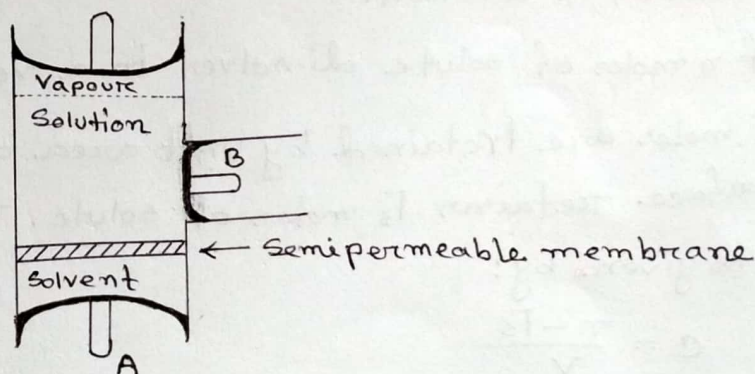 Vapour
Solution
B
Semipermeable membrane
Solvent
A